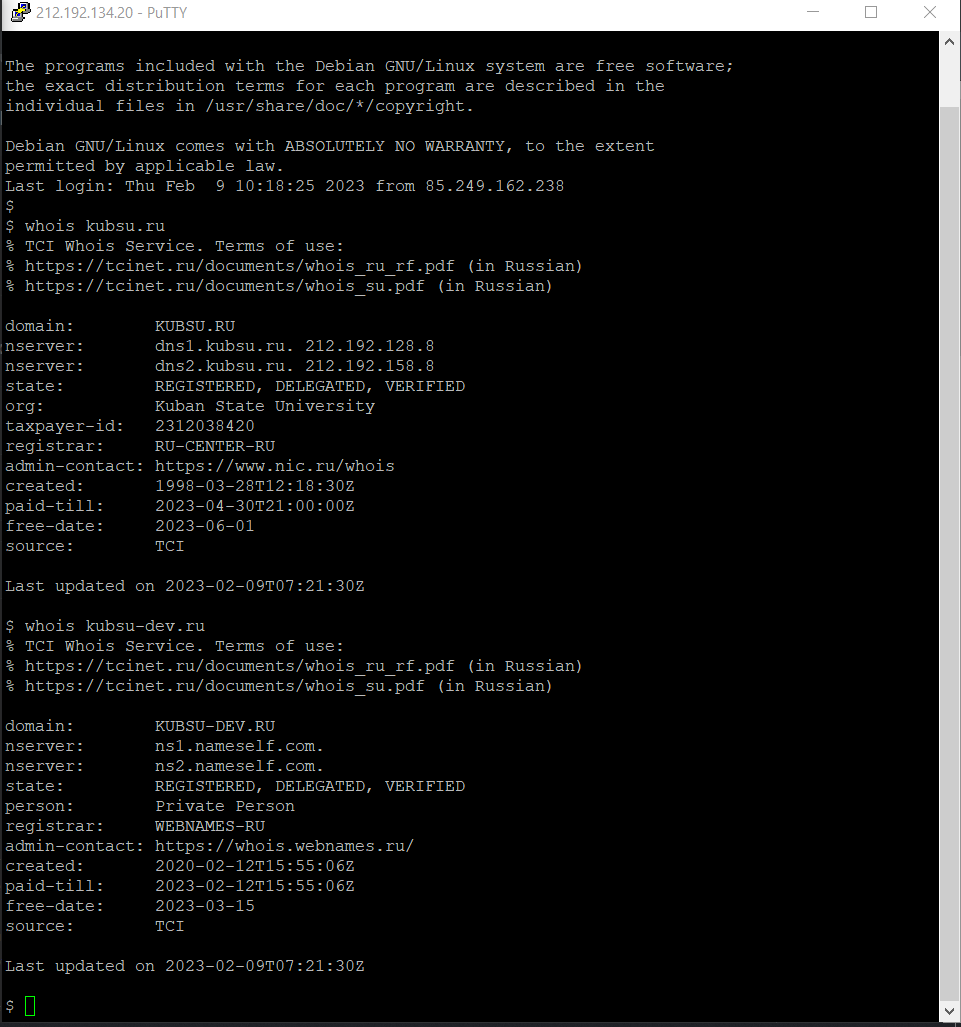 212.192.134.20 - PuTTY
The programs included with the Debian GNU/Linux system are free software;
the exact distribution terms for each program are described in the
individual files in /usr/share/doc/*/copyright.
Debian GNU/Linux comes with ABSOLUTELY NO WARRANTY, to the extent
permitted by applicable law.
Last login: Thu Feb  9 10:18:25 2023 from 85.249.162.238
$
$ whois kubsu.ru
% TCI Whois Service. Terms of use:
% https://tcinet.ru/documents/whois_ru_rf.pdf (in Russian)
% https://tcinet.ru/documents/whois_su.pdf (in Russian)
domain:        KUBSU.RU
nserver:       dns1.kubsu.ru. 212.192.128.8
nserver:       dns2.kubsu.ru. 212.192.158.8
state:         REGISTERED, DELEGATED, VERIFIED
org:           Kuban State University
taxpayer-id:   2312038420
registrar:     RU-CENTER-RU
admin-contact: https://www.nic.ru/whois
created:       1998-03-28T12:18:30Z
paid-till:     2023-04-30T21:00:00Z
free-date:     2023-06-01
source:        TCI
Last updated on 2023-02-09T07:21:30Z
$ whois kubsu-dev.ru
% TCI Whois Service. Terms of use:
% https://tcinet.ru/documents/whois_ru_rf.pdf (in Russian)
% https://tcinet.ru/documents/whois_su.pdf (in Russian)
domain:        KUBSU-DEV.RU
nserver:       ns1.nameself.com.
nserver:       ns2.nameself.com.
state:         REGISTERED, DELEGATED, VERIFIED
person:        Private Person
registrar:     WEBNAMES-RU
admin-contact: https://whois.webnames.ru/
created:       2020-02-12T15:55:06Z
paid-till:     2023-02-12T15:55:06Z
free-date:     2023-03-15
source:        TCI
Last updated on 2023-02-09T07:21:30Z
$